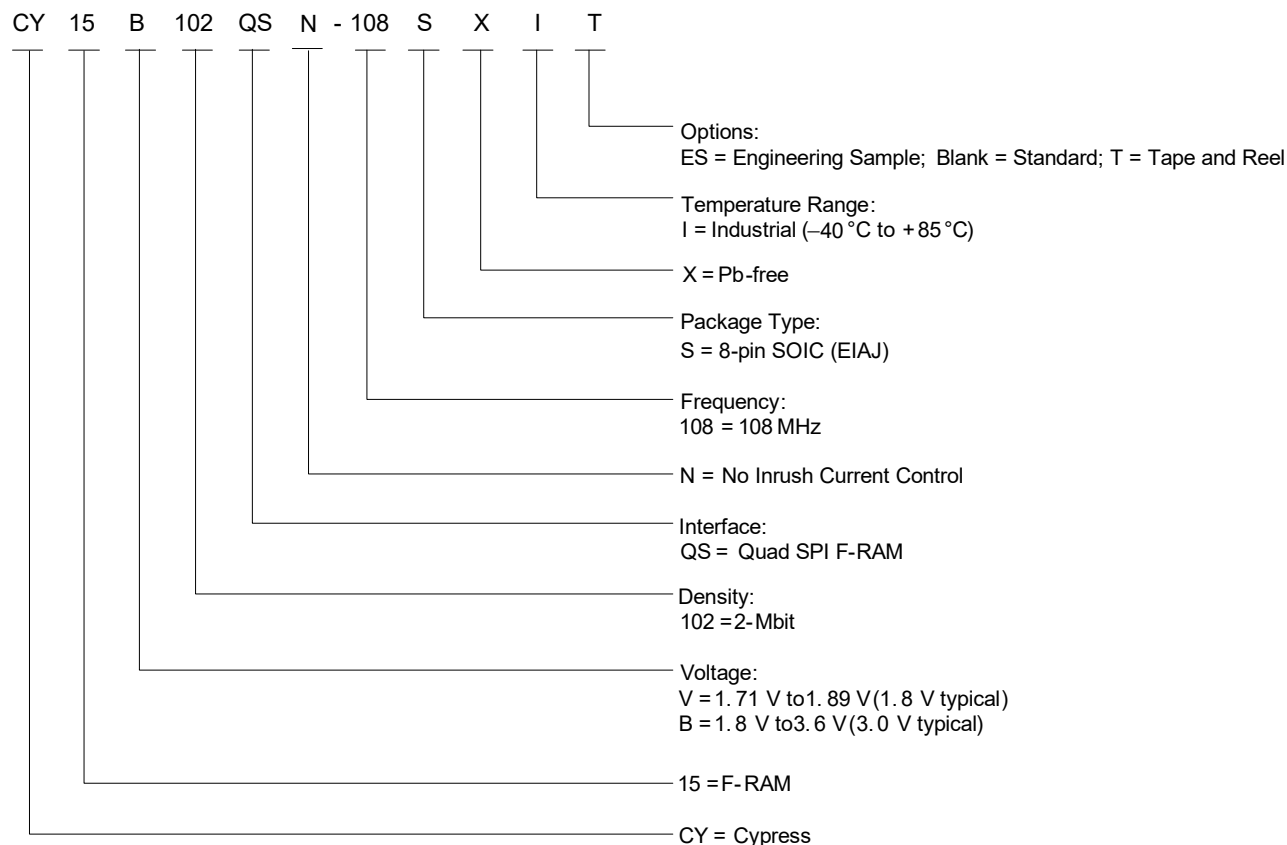 CY 15 B 102 QS N - 108 S X I T
Options:
ES = Engineering Sample; Blank = Standard; T = Tape and Reel
Temperature Range:
I = Industrial (–40 °C to +85 °C)
X = Pb-free
Package Type:
S = 8-pin SOIC (EIAJ)
Frequency:
108 = 108 MHz
N = No Inrush Current Control
Interface:
QS = Quad SPI F-RAM
Density:
102 = 2-Mbit
Voltage:
V = 1.71 V to 1.89 V (1.8 V typical)
B = 1.8 V to 3.6 V (3.0 V typical)
15 = F-RAM
CY = Cypress